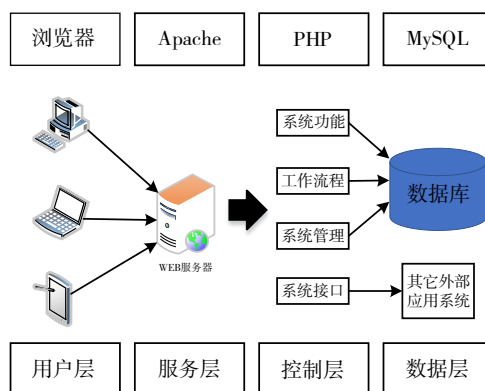 浏览器
Apache
PHP
MySQL
系统功能
工作流程
系统管理
系统接口
数据库
WEB服务器
其它外部
应用系统
用户层
服务层
控制层
数据层